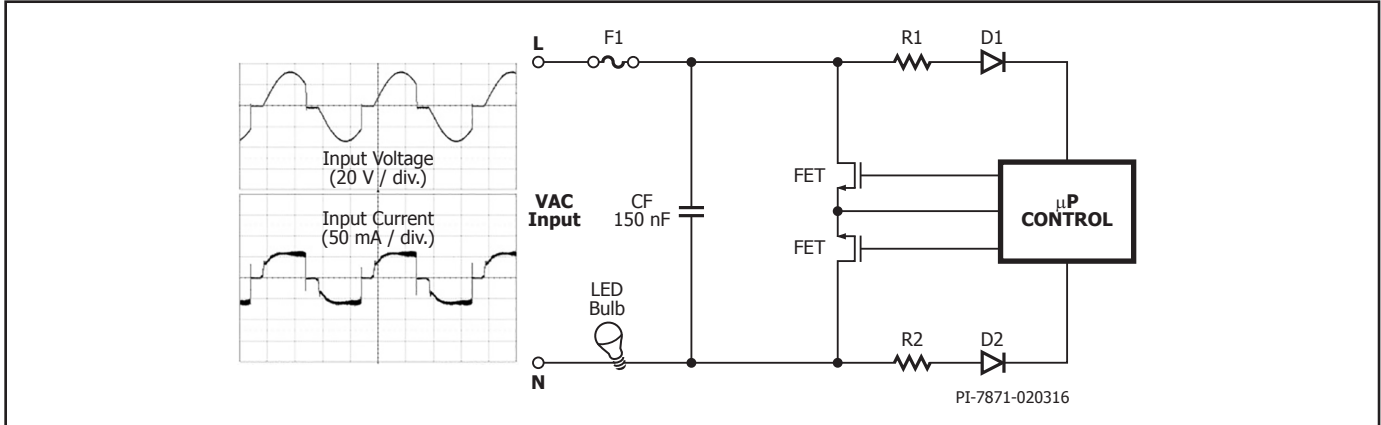 Input Voltage
(20 V / div.)
Input Current
(50 mA / div.)
L
F1
VAC
Input
CF
150 nF
LED
Bulb
N
R1
D1
FET
FET
µP
CONTROL
R2
D2
PI-7871-020316